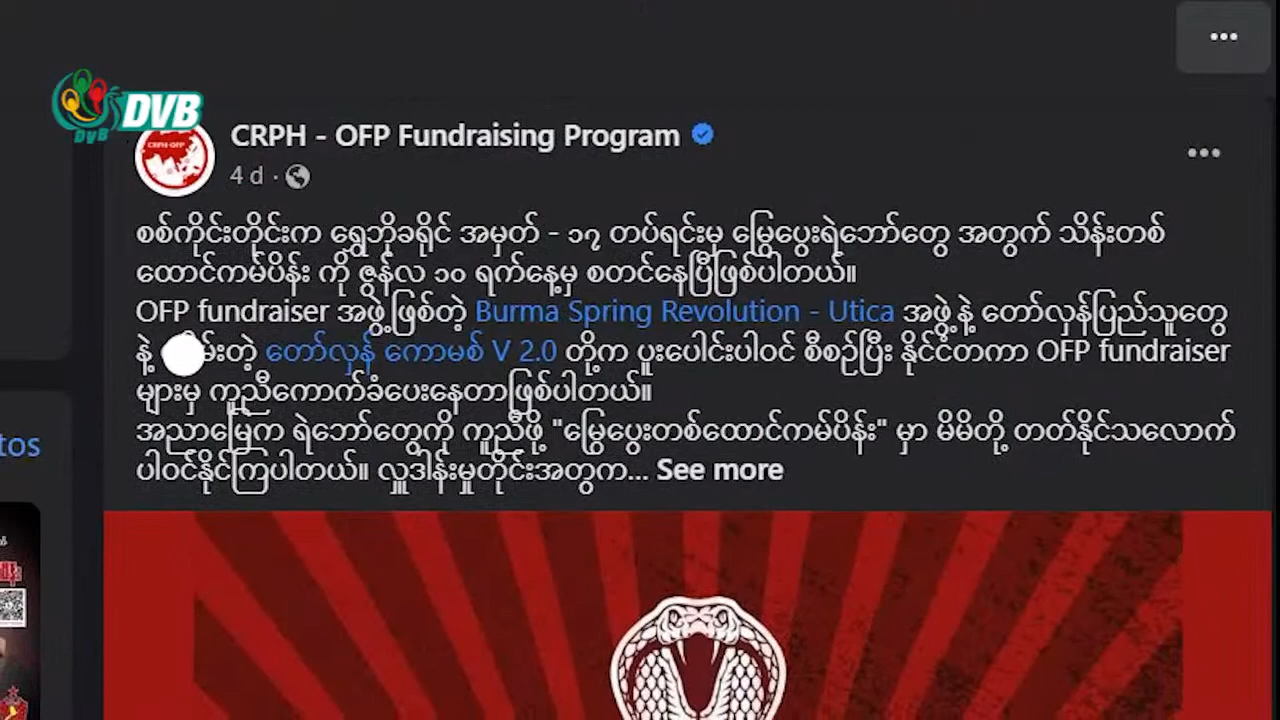 DVB
DVB
CRPH-OFP
CRPH - OFP Fundraising Program
4 d ·
စစ်ကိုင်းတိုင်းက ရွှေဘိုခရိုင် အမှတ် - ၁၇ တပ်ရင်းမှ မြွေပွေးရဲဘော်တွေ အတွက် သိန်းတစ်
ထောင်ကမ်ပိန်း ကို ဇွန်လ ၁၀ ရက်နေ့မှ စတင်နေပြီဖြစ်ပါတယ်။
OFP fundraiser အဖွဲ့ဖြစ်တဲ့ Burma Spring Revolution - Utica အဖွဲ့နဲ့ တော်လှန်ပြည်သူတွေ
နဲ့ တော်လှန် ကောမစ် V 2.0 တို့က ပူးပေါင်းပါဝင် စီစဉ်ပြီး နိုင်ငံတကာ OFP fundraiser
များမှ ကူညီကောက်ခံပေးနေတာဖြစ်ပါတယ်။
အညာမြေက ရဲဘော်တွေကို ကူညီဖို့ "မြွေပွေးတစ်ထောင်ကမ်ပိန်း" မှာ မိမိတို့ တတ်နိုင်သလောက်
ပါဝင်နိုင်ကြပါတယ်။ လှူဒါန်းမှုတိုင်းအတွက... See more
tos